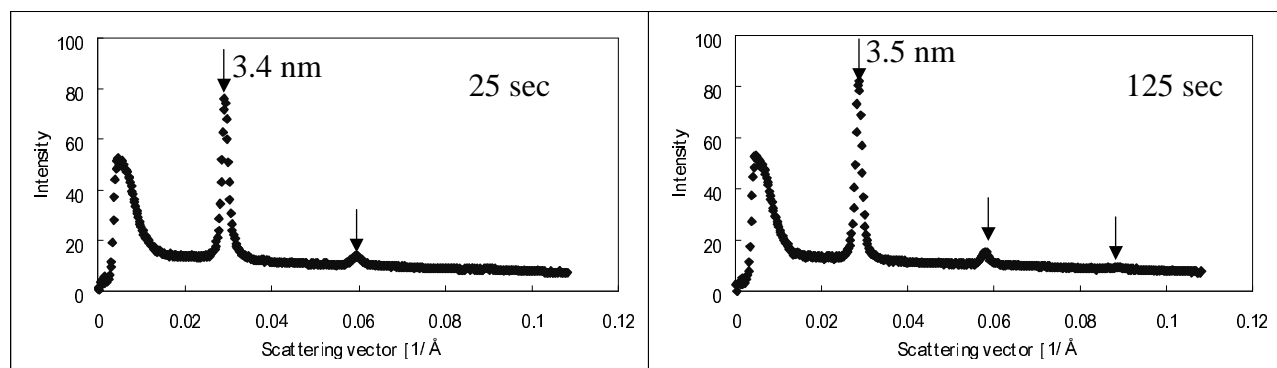 100
80
60
40
20
0
Intensity
3.4 nm
25 sec
0 0.02 0.04 0.06 0.08 0.1 0.12
Scattering vector [1/Å
100
80
60
40
20
0
Intensity
3.5 nm
125 sec
0 0.02 0.04 0.06 0.08 0.1 0.12
Scattering vector [1/Å